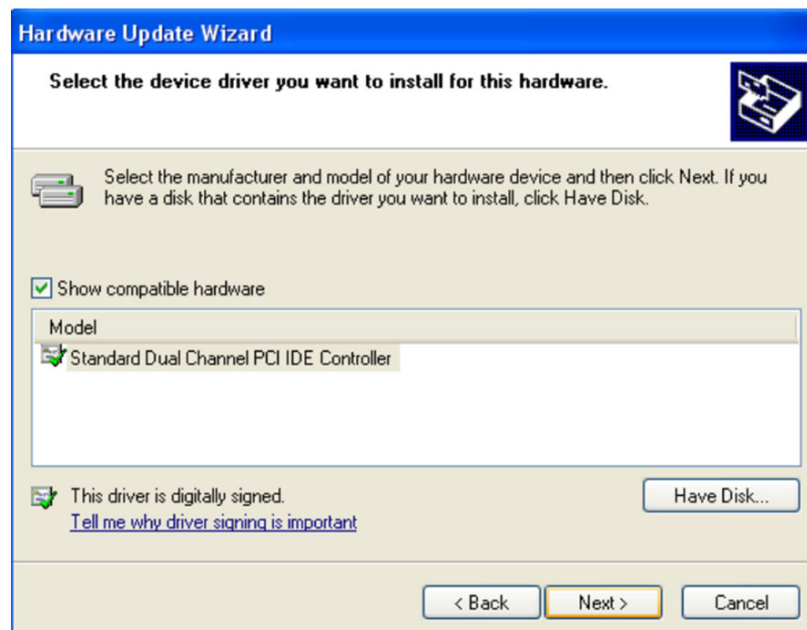 Hardware Update Wizard
Select the device driver you want to install for this hardware.
Select the manufacturer and model of your hardware device and then click Next. If you
have a disk that contains the driver you want to install, click Have Disk.
Show compatible hardware
Model
Standard Dual Channel PCI IDE Controller
This driver is digitally signed.
Have Disk...
Tell me why driver signing is important
< Back
Next >
Cancel